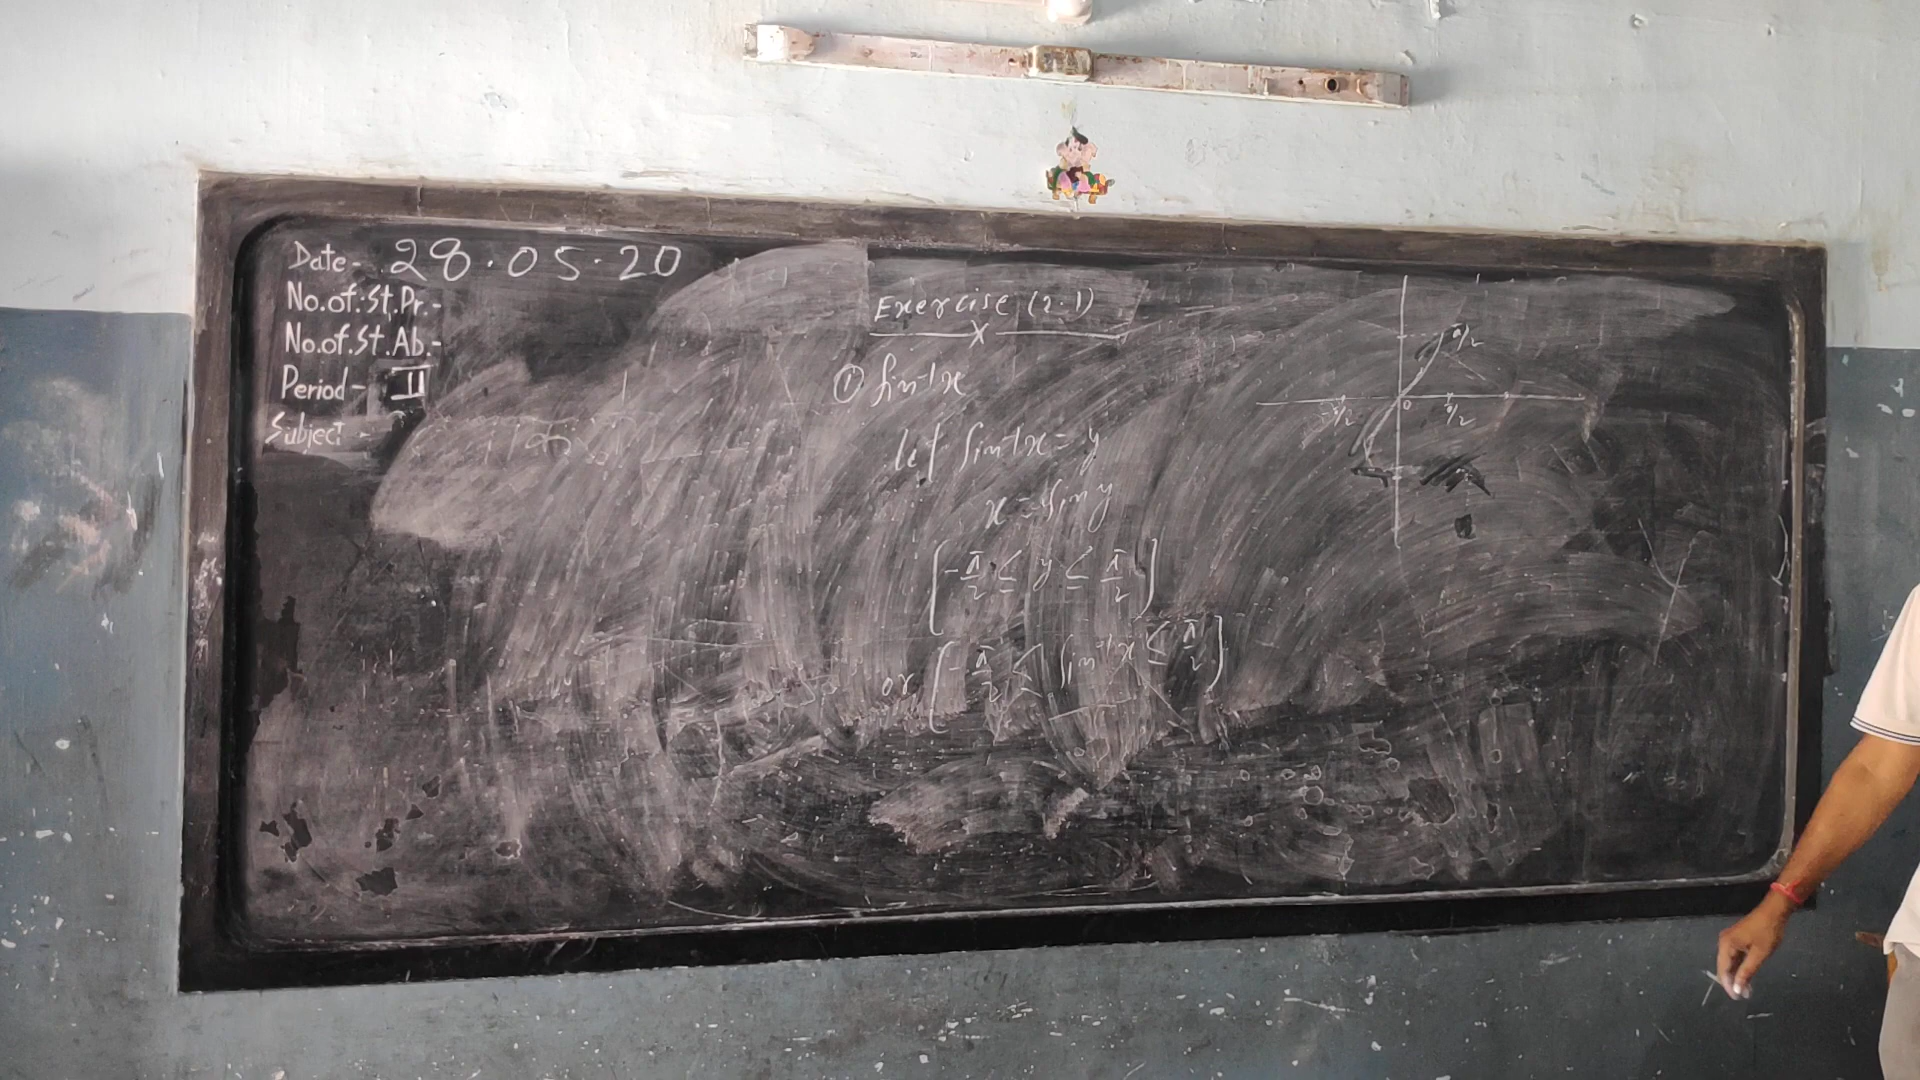 Date - 28.05.20
No.of.St.Pr.-
No.of.St.Ab.-
Period - II
Subject -
Exercise (2.1)
① Sin⁻¹x
let Sin⁻¹x = y
x = Sin y
[-π/2 ≤ y ≤ π/2]
or [-π/2 ≤ Sin⁻¹x ≤ π/2]
π/2
-π/2 0 π/2